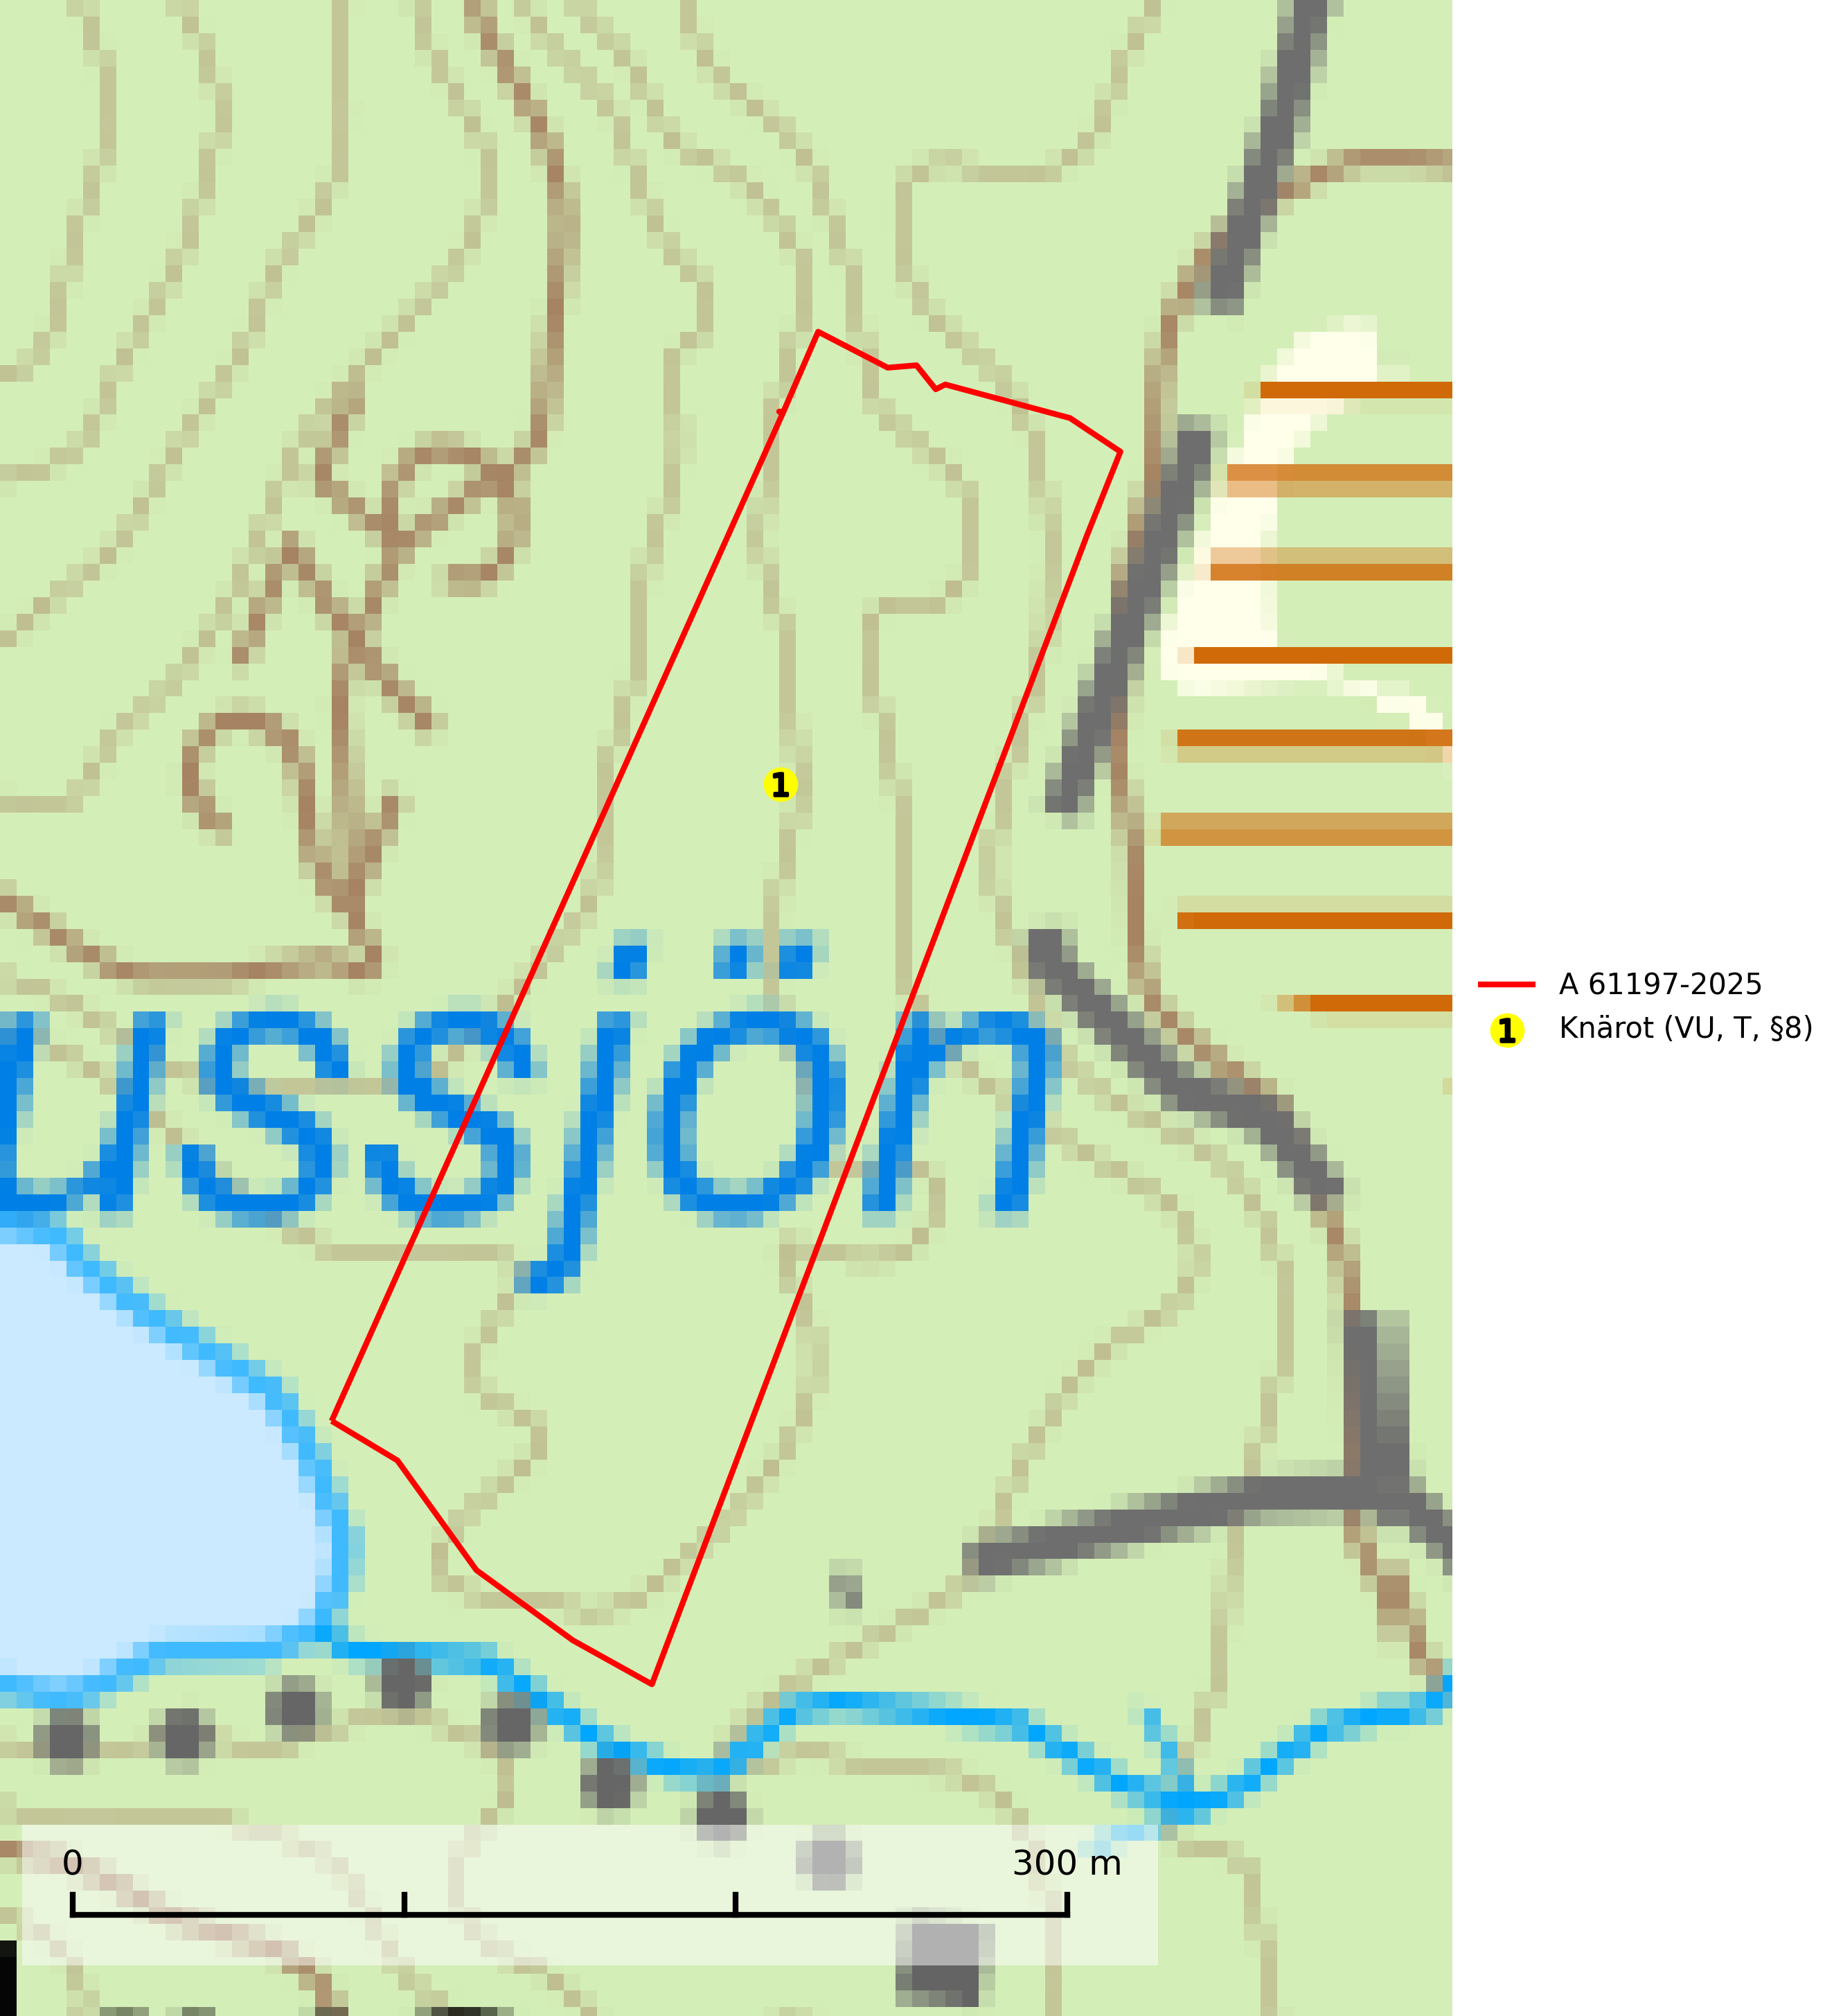 1
ussjön
A 61197-2025
1 Knärot (VU, T, §8)
0 300 m